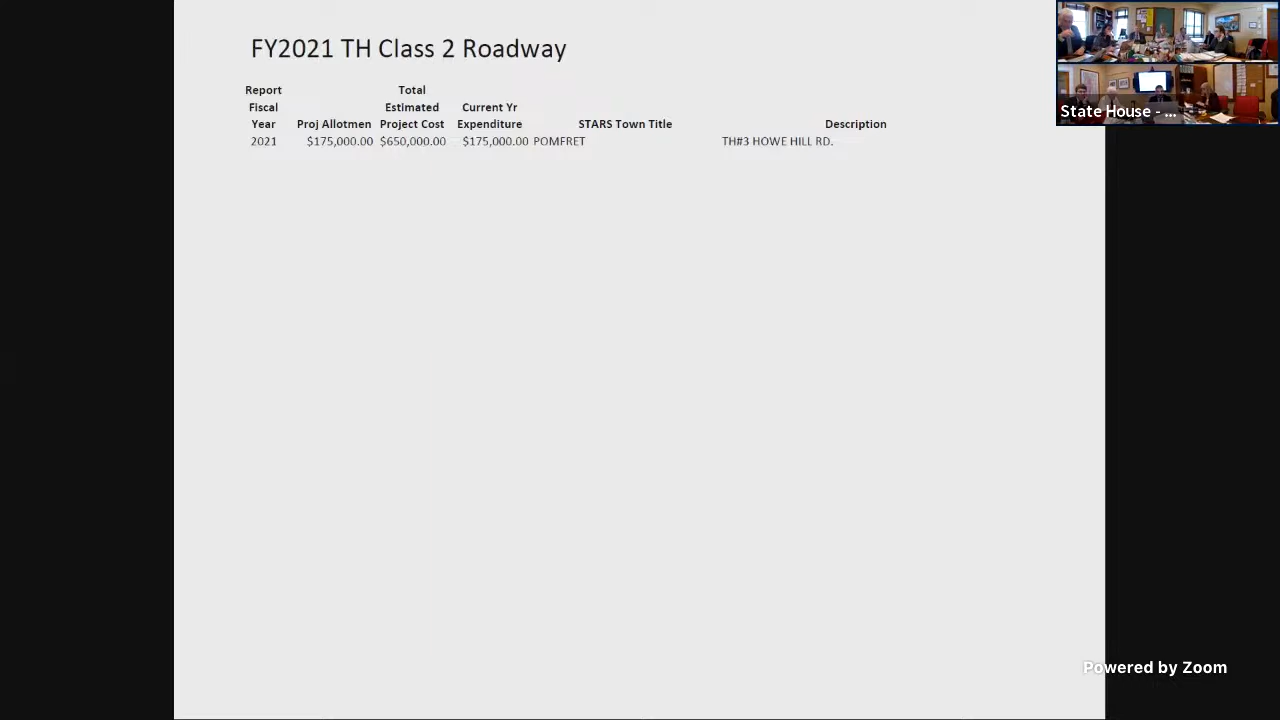 FY2021 TH Class 2 Roadway
Report Total
Fiscal Estimated Current Yr
Year Proj Allotmen Project Cost Expenditure STARS Town Title Description
2021 $175,000.00 $650,000.00 $175,000.00 POMFRET TH#3 HOWE HILL RD.
State House - ...
Powered by Zoom